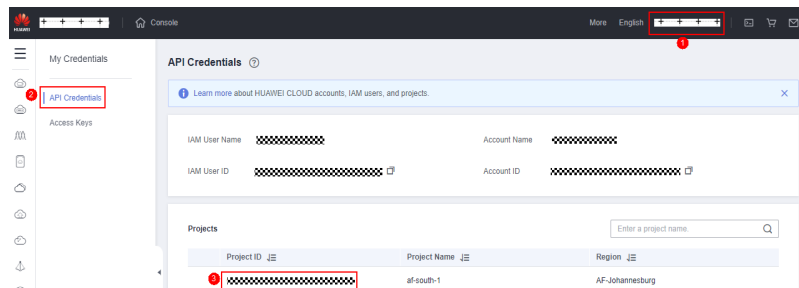 HUAWEI
Console
More English
1
My Credentials
API Credentials
2
API Credentials
Access Keys
Learn more about HUAWEI CLOUD accounts, IAM users, and projects.
IAM User Name
Account Name
IAM User ID
Account ID
Projects
Enter a project name.
Project ID
Project Name
Region
3
af-south-1
AF-Johannesburg